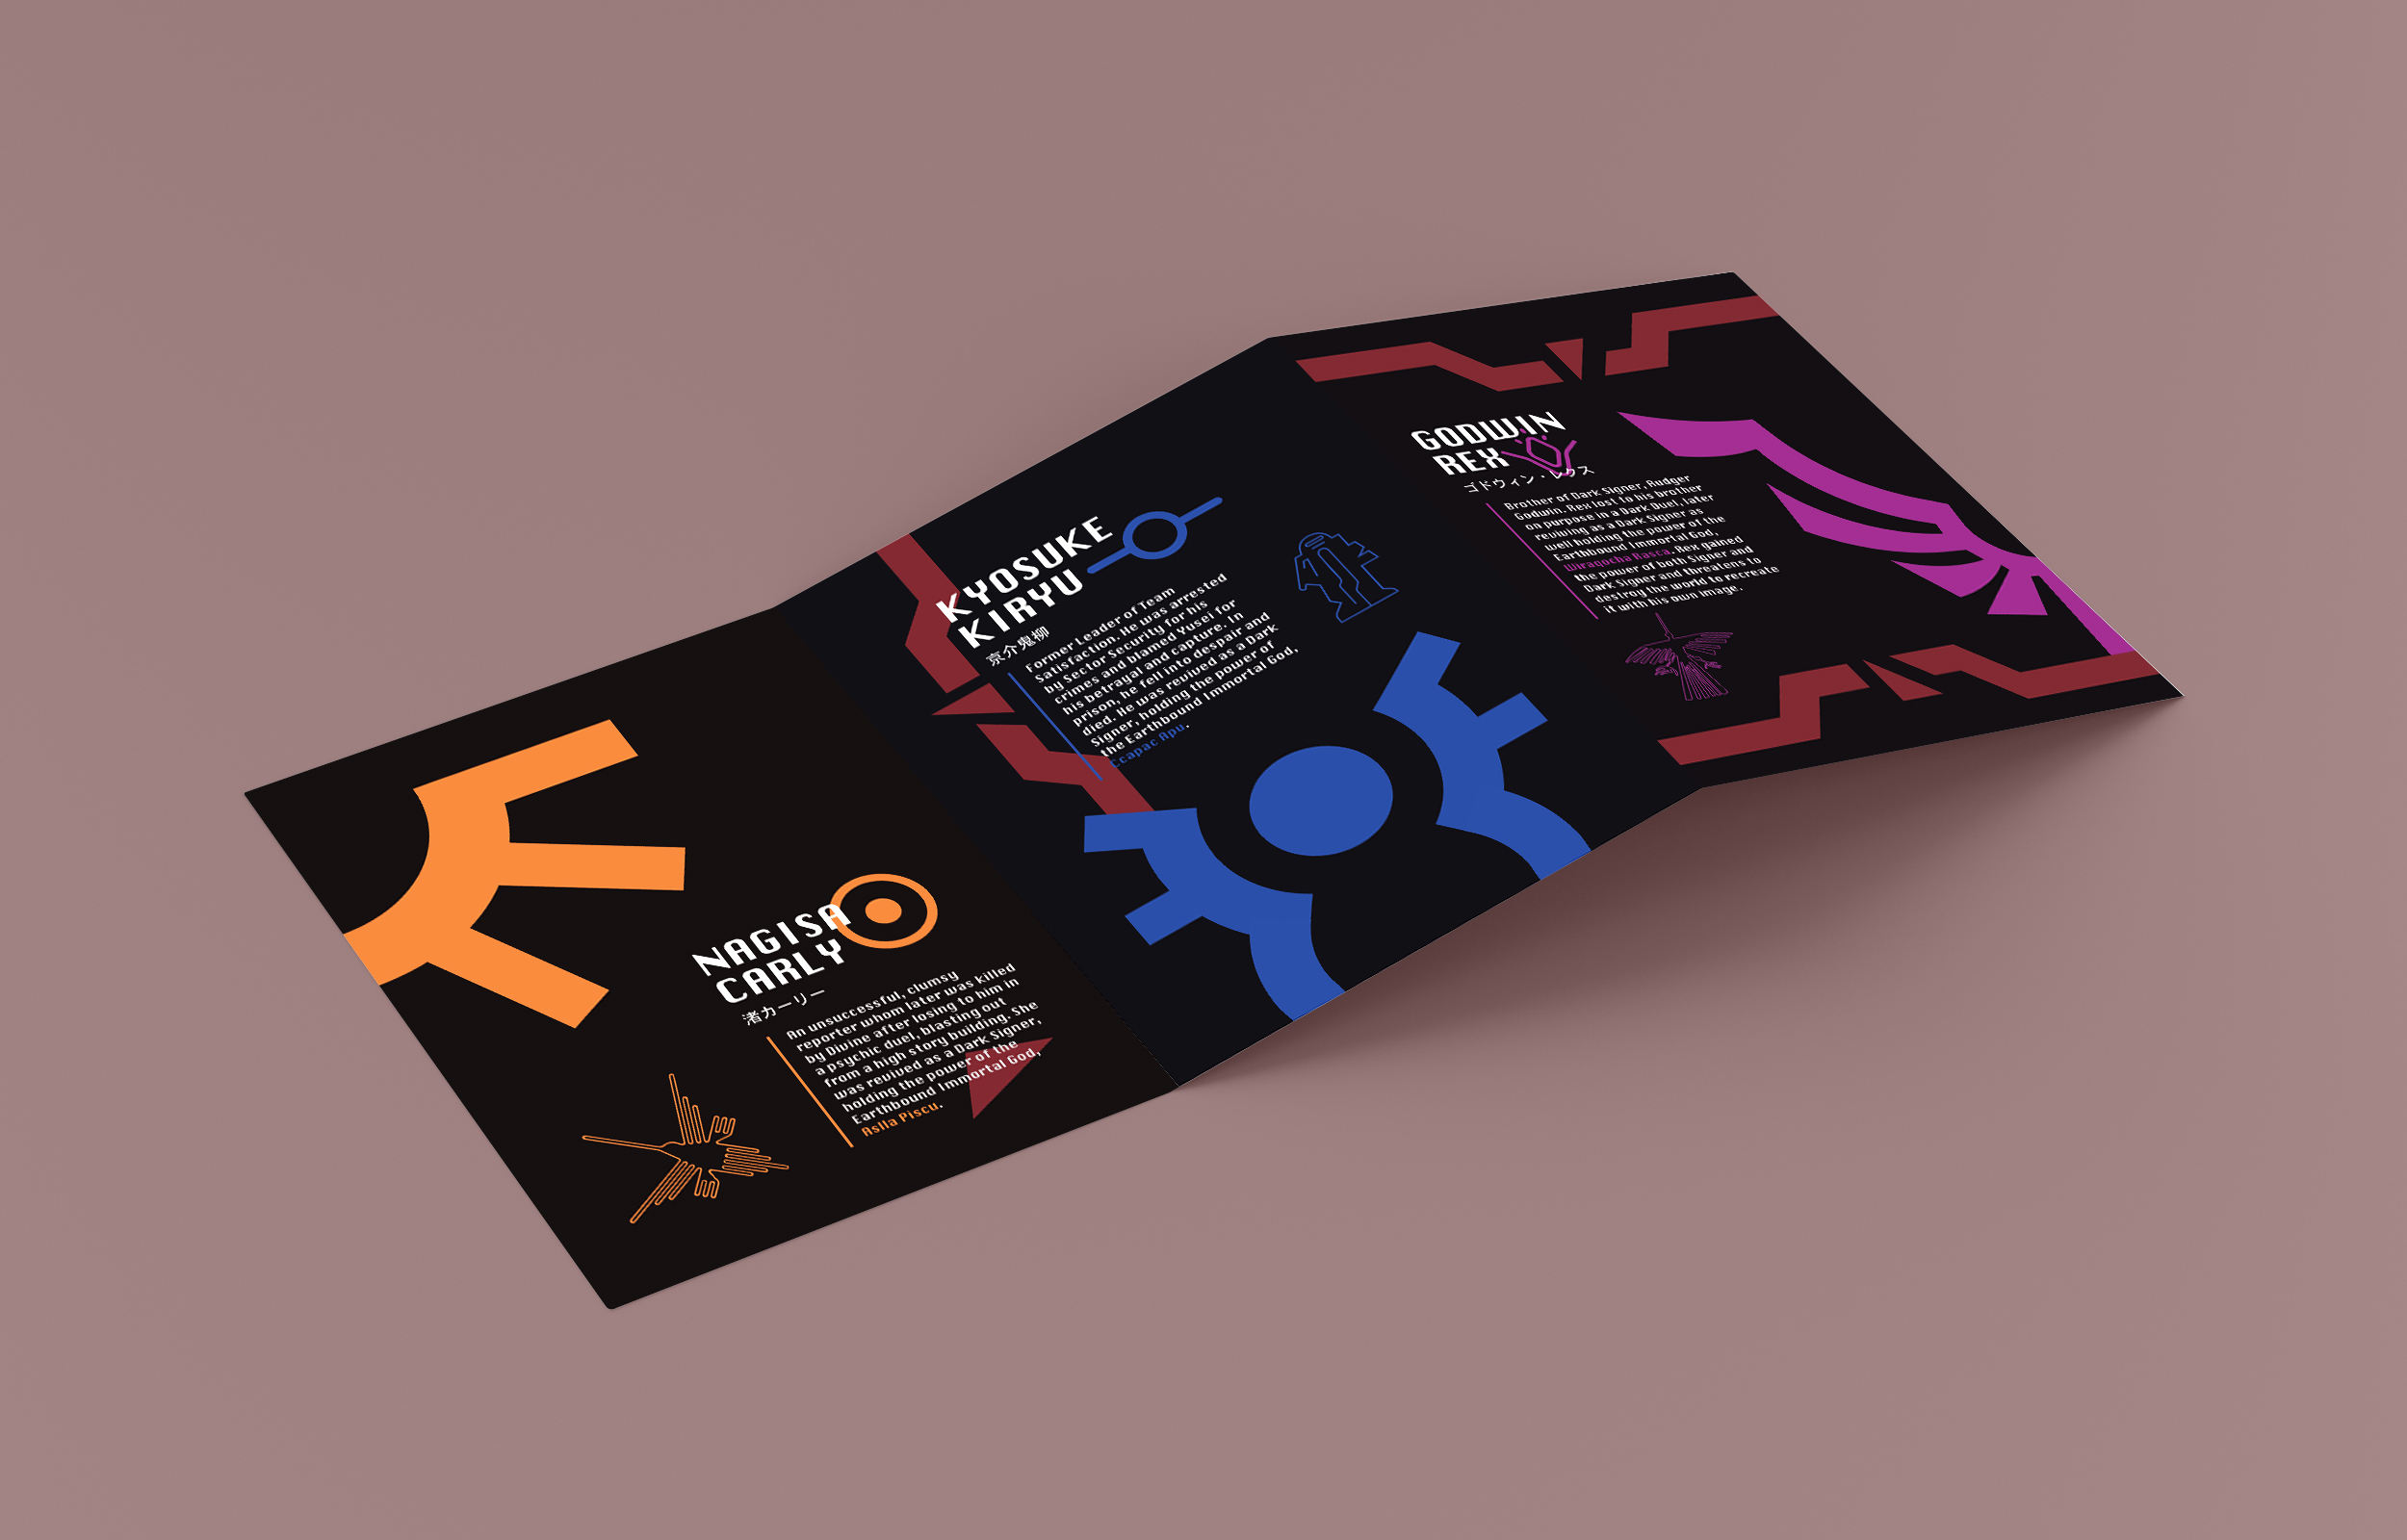 NAGISA
CARLY
渚カーリー
An unsuccessful, clumsy
reporter whom later was killed
by Divine after losing to him in
a psychic duel, blasting out
from a high story building. She
was revived as a Dark Signer,
holding the power of the
Earthbound Immortal God,
Aslla Piscu.
KYOSUKE
KIRYU
京介鬼柳
Former Leader of Team
Satisfaction. He was arrested
by Sector Security for his
crimes and blamed Yusei for
his betrayal and capture. In
prison, he fell into despair and
died. He was revived as a Dark
Signer, holding the power of
the Earthbound Immortal God,
Ccapac Apu.
GODWIN
REX
ゴドウィン・レクス
Brother of Dark Signer, Rudger
Godwin. Rex lost to his brother
on purpose in a Dark Duel, later
reviving as a Dark Signer as
well holding the power of the
Earthbound Immortal God,
Wiraqocha Rasca. Rex gained
the power of both Signer and
Dark Signer and threatens to
destroy the world to recreate
it with his own image.